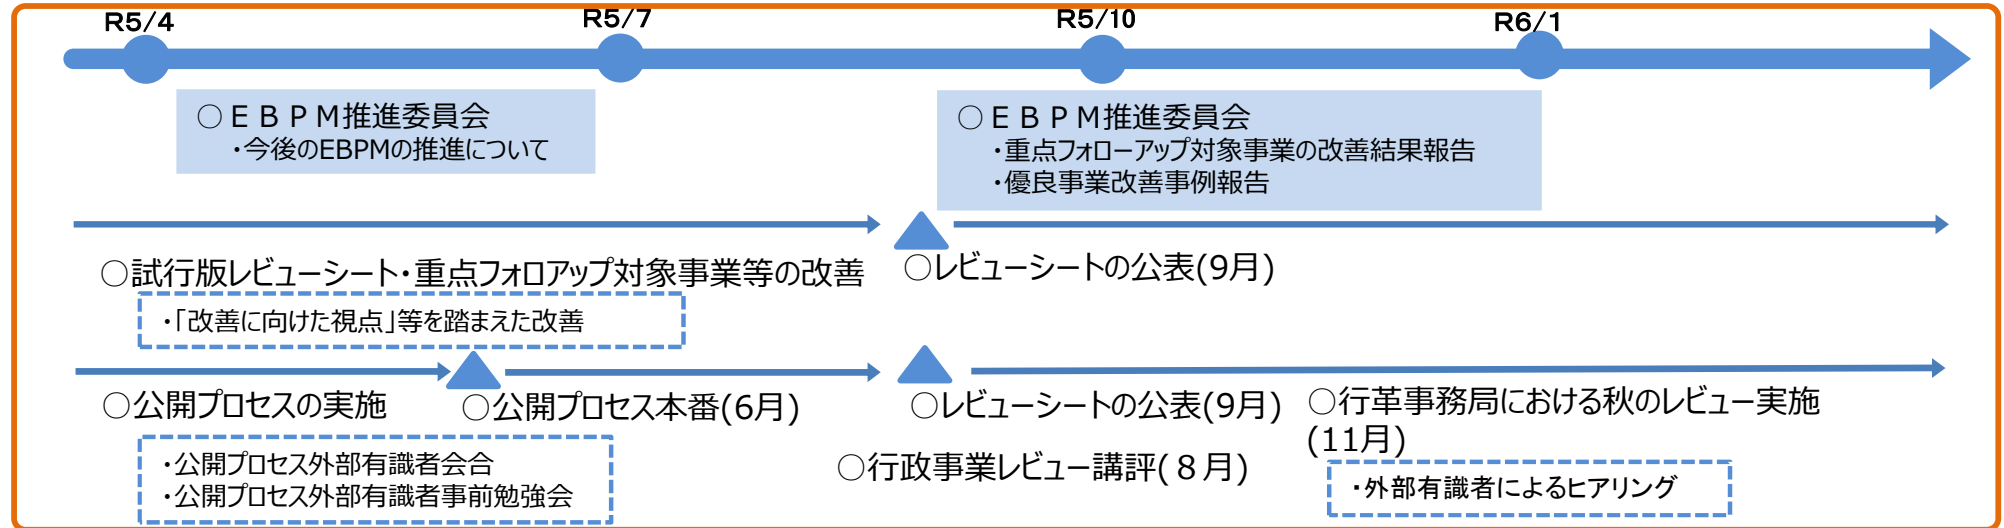 R5/4
R5/7
R5/10
R6/1
○ＥＢＰＭ推進委員会
・今後のEBPMの推進について
○ＥＢＰＭ推進委員会
・重点フォローアップ対象事業の改善結果報告
・優良事業改善事例報告
○試行版レビューシート・重点フォロアップ対象事業等の改善
・「改善に向けた視点」等を踏まえた改善
○レビューシートの公表(9月)
○公開プロセスの実施
・公開プロセス外部有識者会合
・公開プロセス外部有識者事前勉強会
○公開プロセス本番(6月)
○レビューシートの公表(9月)
○行政事業レビュー講評(８月)
○行革事務局における秋のレビュー実施
(11月)
・外部有識者によるヒアリング